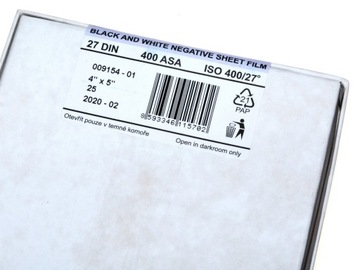 BLACK AND WHITE NEGATIVE SHEET FILM
27 DIN 400 ASA ISO 400/27°
009154 - 01
4" x 5"
25
2020 - 02
8593346115702
21
PAP
Otevřít pouze v temné komoře
Open in darkroom only